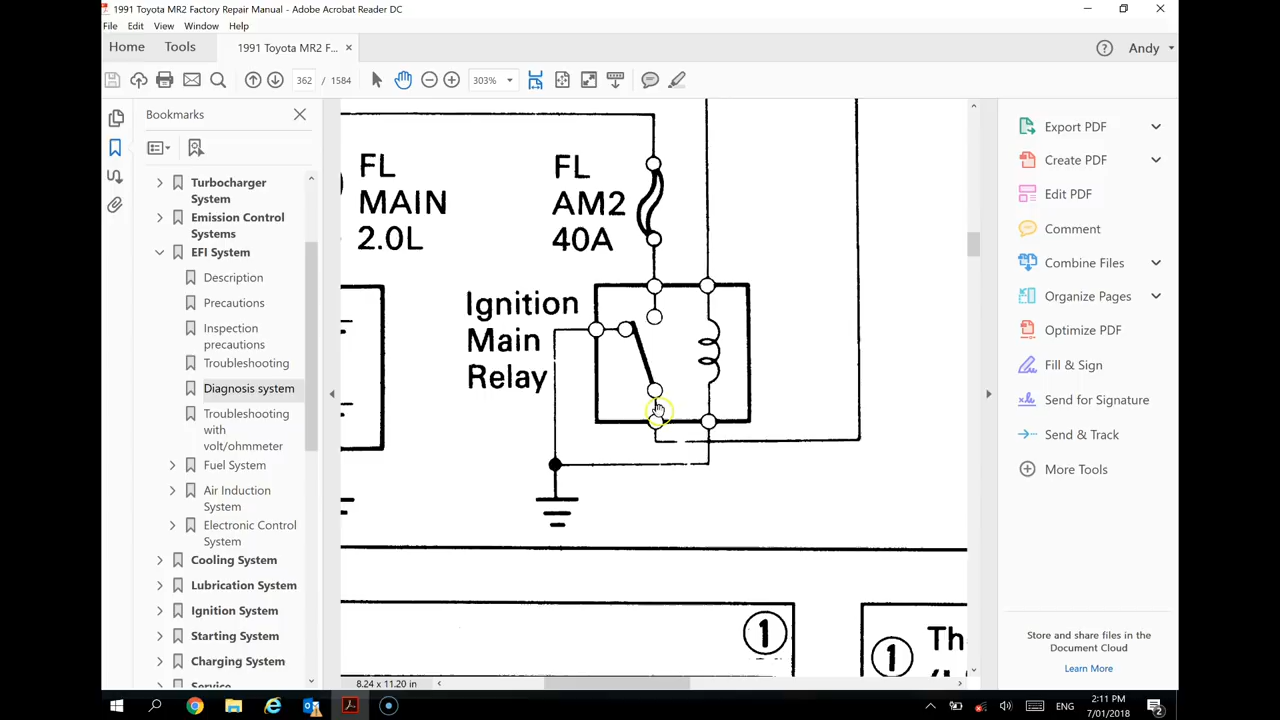 1991 Toyota MR2 Factory Repair Manual - Adobe Acrobat Reader DC
File Edit View Window Help
Home Tools 1991 Toyota MR2 F... Andy
362 / 1584 303%
Bookmarks
Turbocharger
System
Emission Control
Systems
EFI System
Description
Precautions
Inspection
precautions
Troubleshooting
Diagnosis system
Troubleshooting
with
volt/ohmmeter
Fuel System
Air Induction
System
Electronic Control
System
Cooling System
Lubrication System
Ignition System
Starting System
Charging System
FL
MAIN
2.0L
FL
AM2
40A
Ignition
Main
Relay
1
1 Th
8.24 x 11.20 in
Export PDF
Create PDF
Edit PDF
Comment
Combine Files
Organize Pages
Optimize PDF
Fill & Sign
Send for Signature
Send & Track
More Tools
Store and share files in the
Document Cloud
Learn More
ENG
2:11 PM
7/01/2018
2